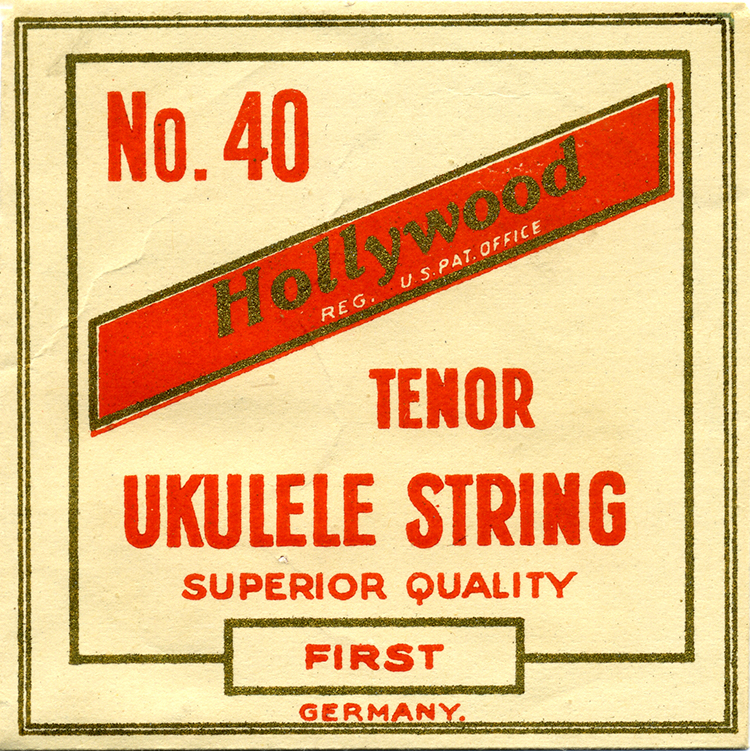 No. 40
Hollywood
REG. U.S. PAT. OFFICE
TENOR
UKULELE STRING
SUPERIOR QUALITY
FIRST
GERMANY.